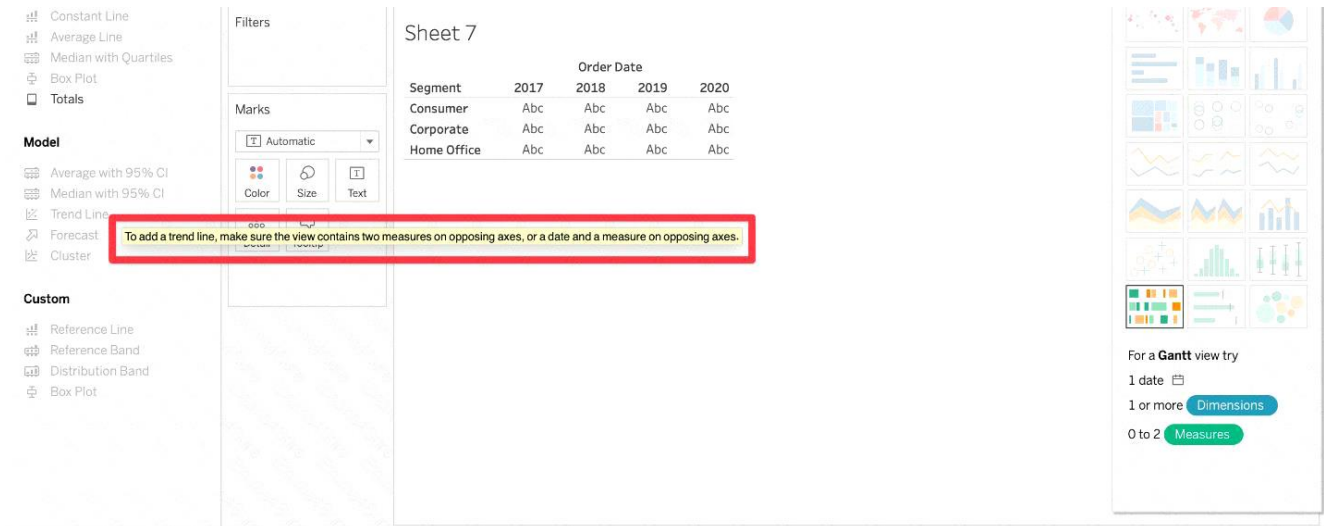 Constant Line
Average Line
Median with Quartiles
Box Plot
Totals
Model
Average with 95% CI
Median with 95% CI
Trend Line
Forecast
Cluster
Custom
Reference Line
Reference Band
Distribution Band
Box Plot
Filters
Marks
Automatic
Color Size Text
Detail Tooltip
To add a trend line, make sure the view contains two measures on opposing axes, or a date and a measure on opposing axes.
Sheet 7
Order Date
Segment 2017 2018 2019 2020
Consumer Abc Abc Abc Abc
Corporate Abc Abc Abc Abc
Home Office Abc Abc Abc Abc
For a Gantt view try
1 date
1 or more Dimensions
0 to 2 Measures